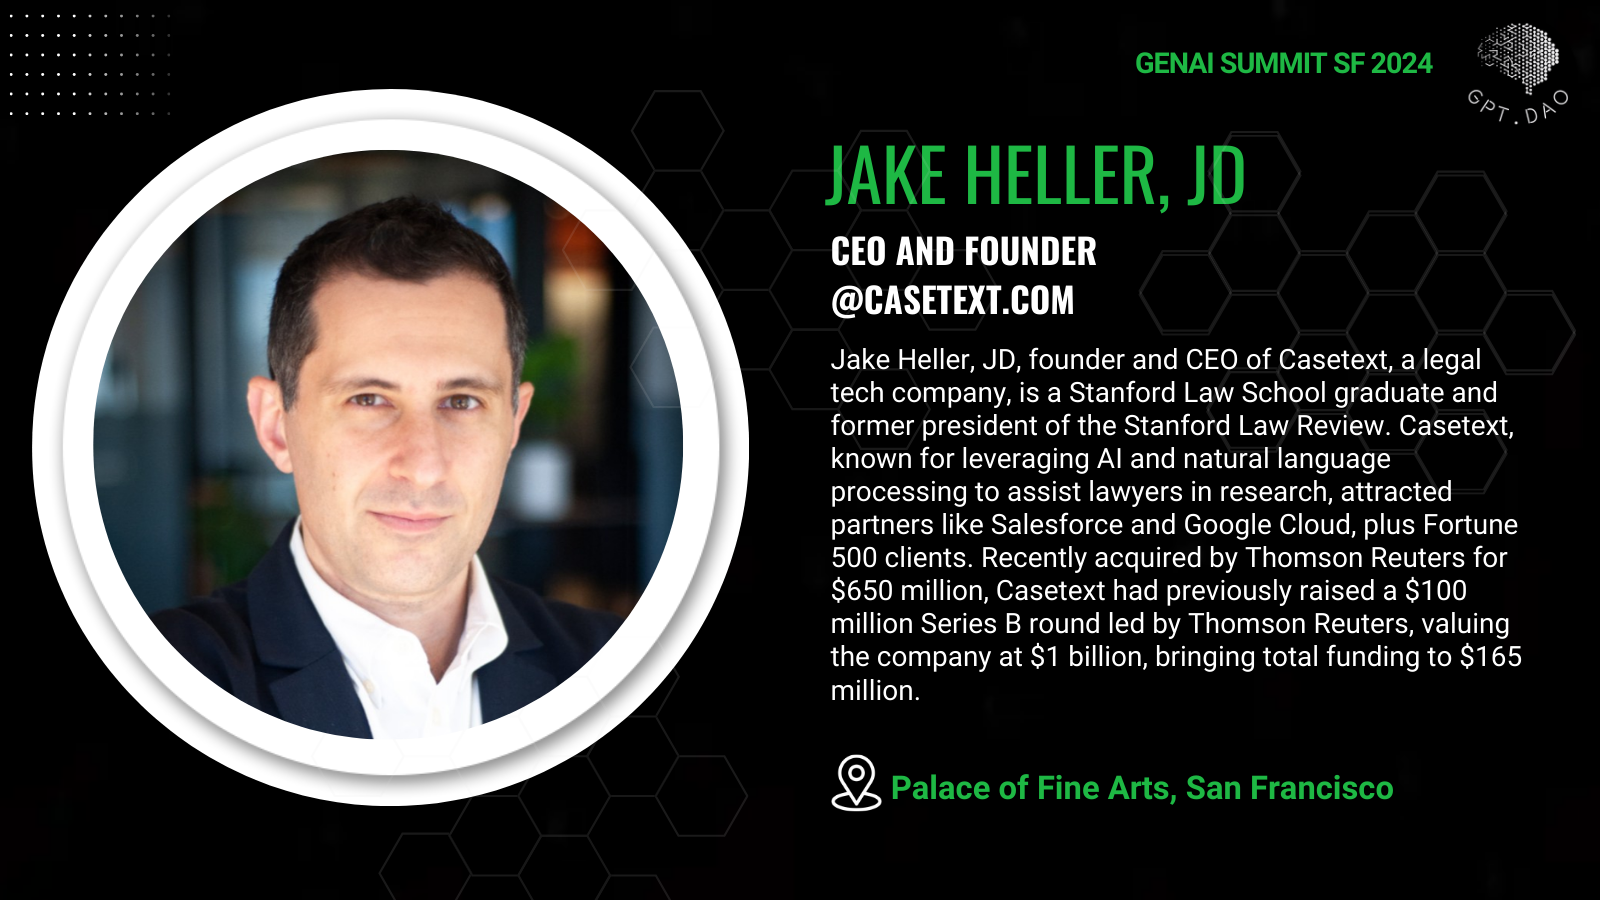 GENAI SUMMIT SF 2024
GPT.DAO
JAKE HELLER, JD
CEO AND FOUNDER
@CASETEXT.COM
Jake Heller, JD, founder and CEO of Casetext, a legal
tech company, is a Stanford Law School graduate and
former president of the Stanford Law Review. Casetext,
known for leveraging AI and natural language
processing to assist lawyers in research, attracted
partners like Salesforce and Google Cloud, plus Fortune
500 clients. Recently acquired by Thomson Reuters for
$650 million, Casetext had previously raised a $100
million Series B round led by Thomson Reuters, valuing
the company at $1 billion, bringing total funding to $165
million.
Palace of Fine Arts, San Francisco